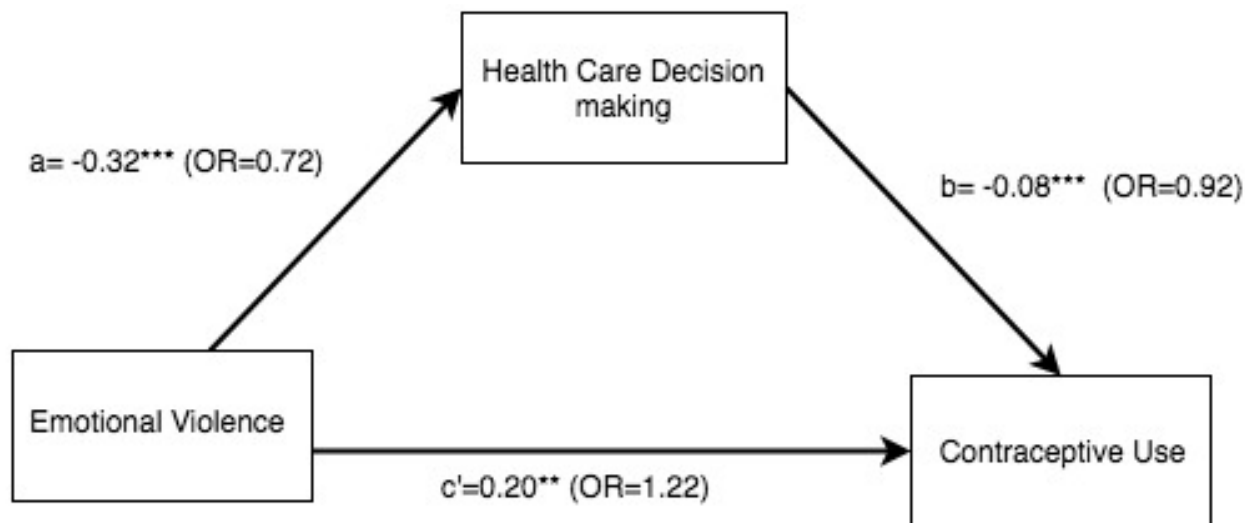 Health Care Decision
making
a= -0.32*** (OR=0.72)
b= -0.08***  (OR=0.92)
Emotional Violence
Contraceptive Use
c'=0.20** (OR=1.22)